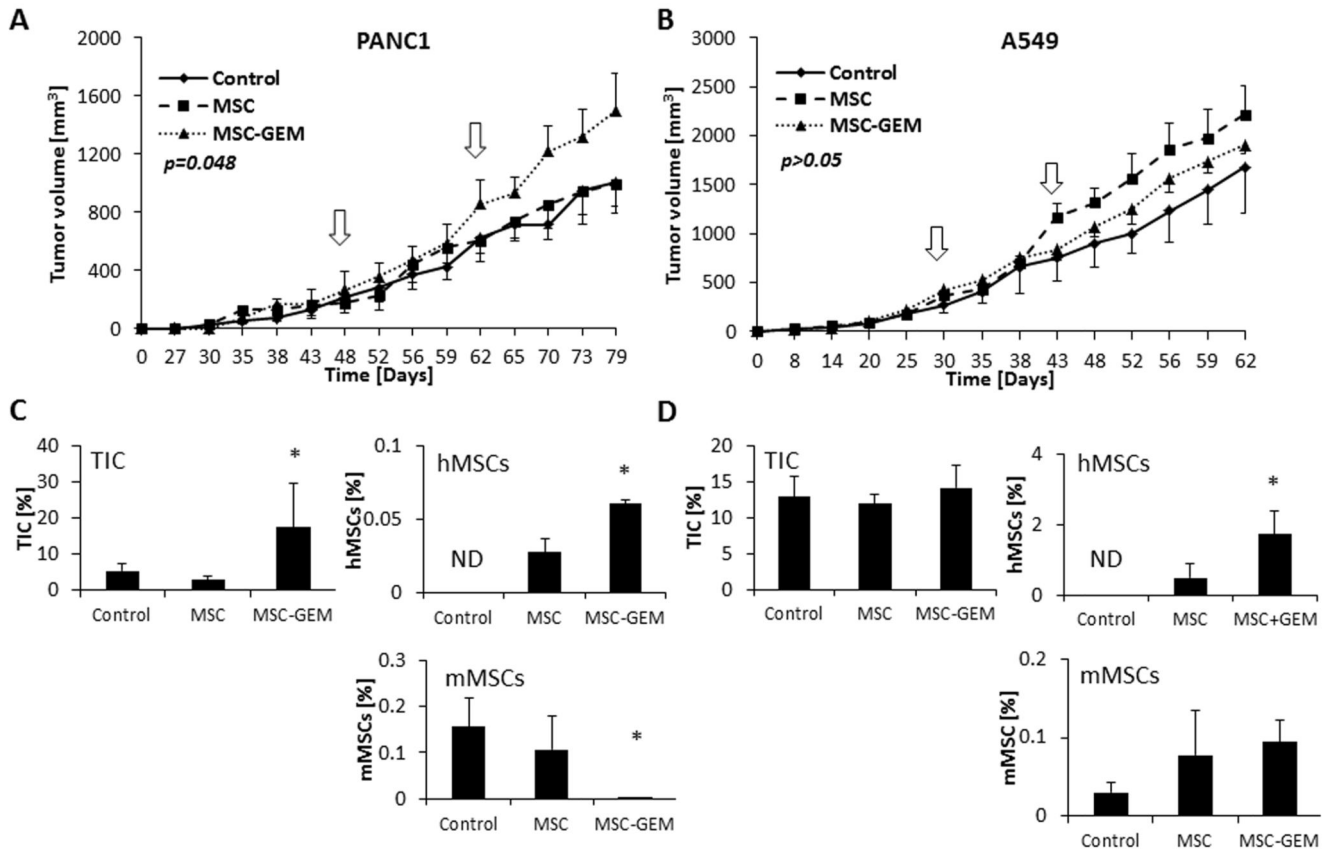 A
PANC1
Tumor volume [mm³]
2000
1600
1200
800
400
0
Control
MSC
MSC-GEM
p=0.048
0 27 30 35 38 43 48 52 56 59 62 65 70 73 79
Time [Days]
B
A549
Tumor volume [mm³]
3000
2500
2000
1500
1000
500
0
Control
MSC
MSC-GEM
p>0.05
0 8 14 20 25 30 35 38 43 48 52 56 59 62
Time [Days]
C
TIC
TIC [%]
40
30
20
10
0
*
Control MSC MSC-GEM
hMSCs
hMSCs [%]
0.1
0.05
0
ND
*
Control MSC MSC-GEM
mMSCs
mMSCs [%]
0.3
0.2
0.1
0
*
Control MSC MSC-GEM
D
TIC
TIC [%]
20
15
10
5
0
Control MSC MSC-GEM
hMSCs
hMSCs [%]
4
2
0
ND
*
Control MSC MSC+GEM
mMSCs
mMSC [%]
0.2
0.1
0
Control MSC MSC-GEM